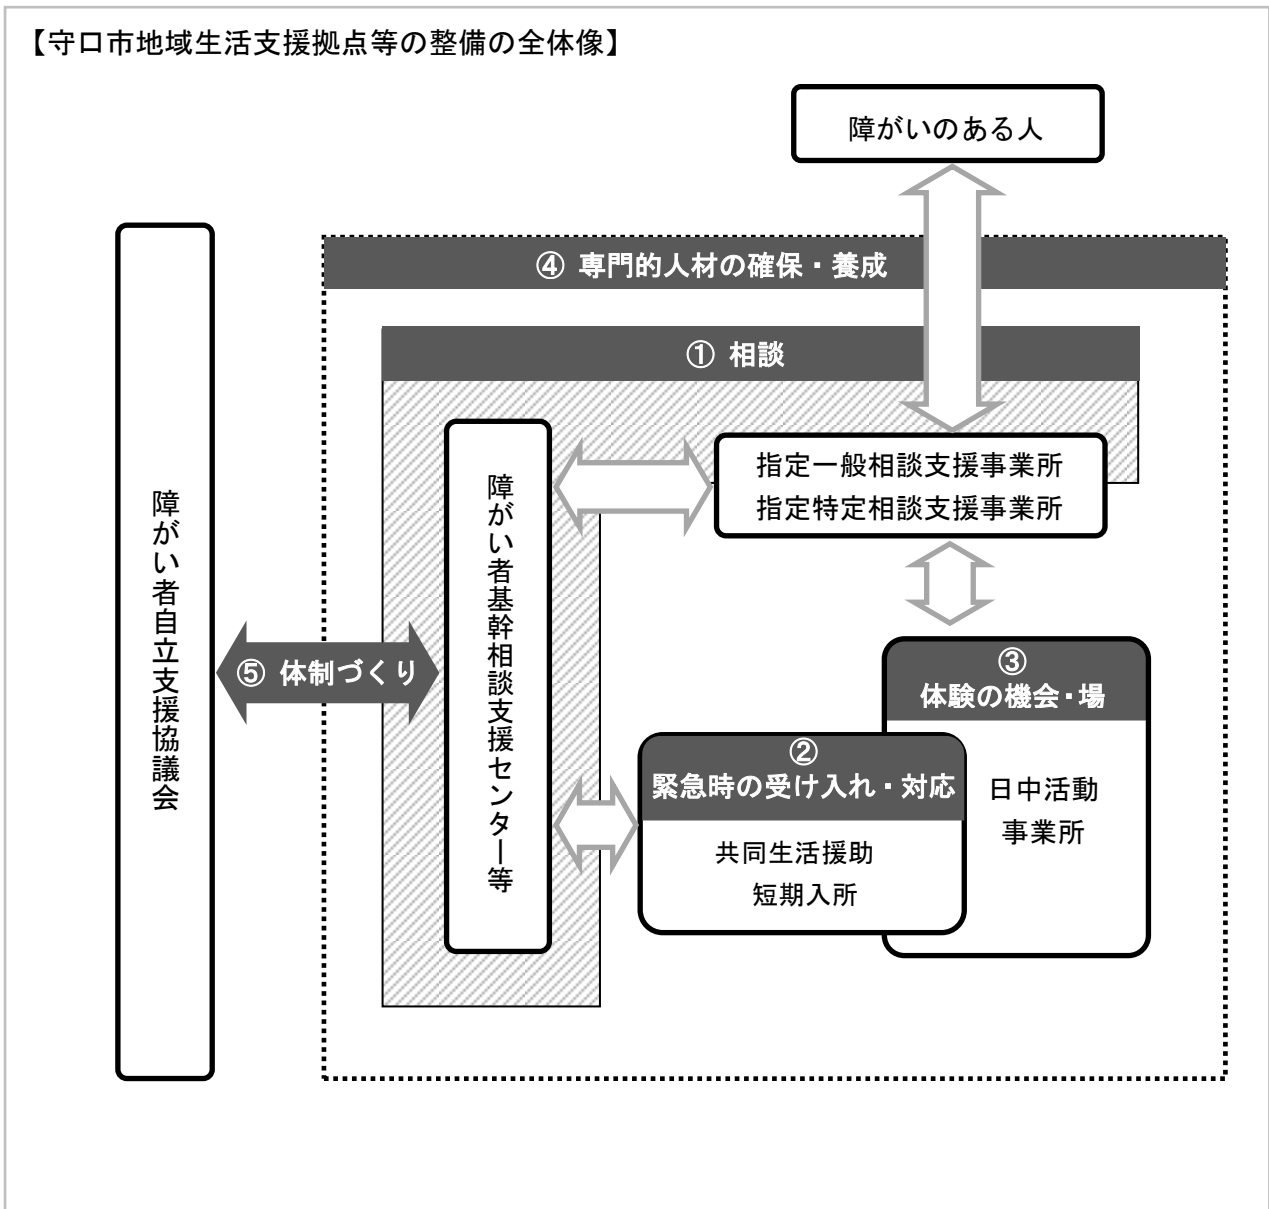 【守口市地域生活支援拠点等の整備の全体像】
障がいのある人
④ 専門的人材の確保・養成
① 相談
指定一般相談支援事業所
指定特定相談支援事業所
障がい者基幹相談支援センター等
障がい者自立支援協議会
⑤ 体制づくり
③
体験の機会・場
日中活動
事業所
②
緊急時の受け入れ・対応
共同生活援助
短期入所